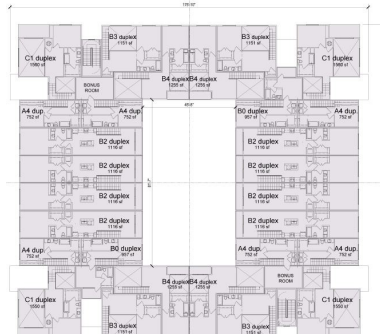 B3 duplex
1151 sf
B3 duplex
1151 sf
C1 duplex
1980 sf
C1 duplex
1980 sf
B4 duplex B4 duplex
1255 sf 1255 sf
BONUS
ROOM
A4 dup.
752 sf
A4 dup.
752 sf
B0 duplex
957 sf
A4 dup.
752 sf
B2 duplex
1116 sf
B2 duplex
1116 sf
B2 duplex
1116 sf
B2 duplex
1116 sf
B2 duplex
1116 sf
B2 duplex
1116 sf
B2 duplex
1116 sf
B2 duplex
1116 sf
A4 dup.
752 sf
B0 duplex
957 sf
A4 dup.
752 sf
A4 dup.
752 sf
B4 duplex B4 duplex
1255 sf 1255 sf
BONUS
ROOM
C1 duplex
1550 sf
C1 duplex
1550 sf
B3 duplex
1151 sf
B3 duplex
1151 sf